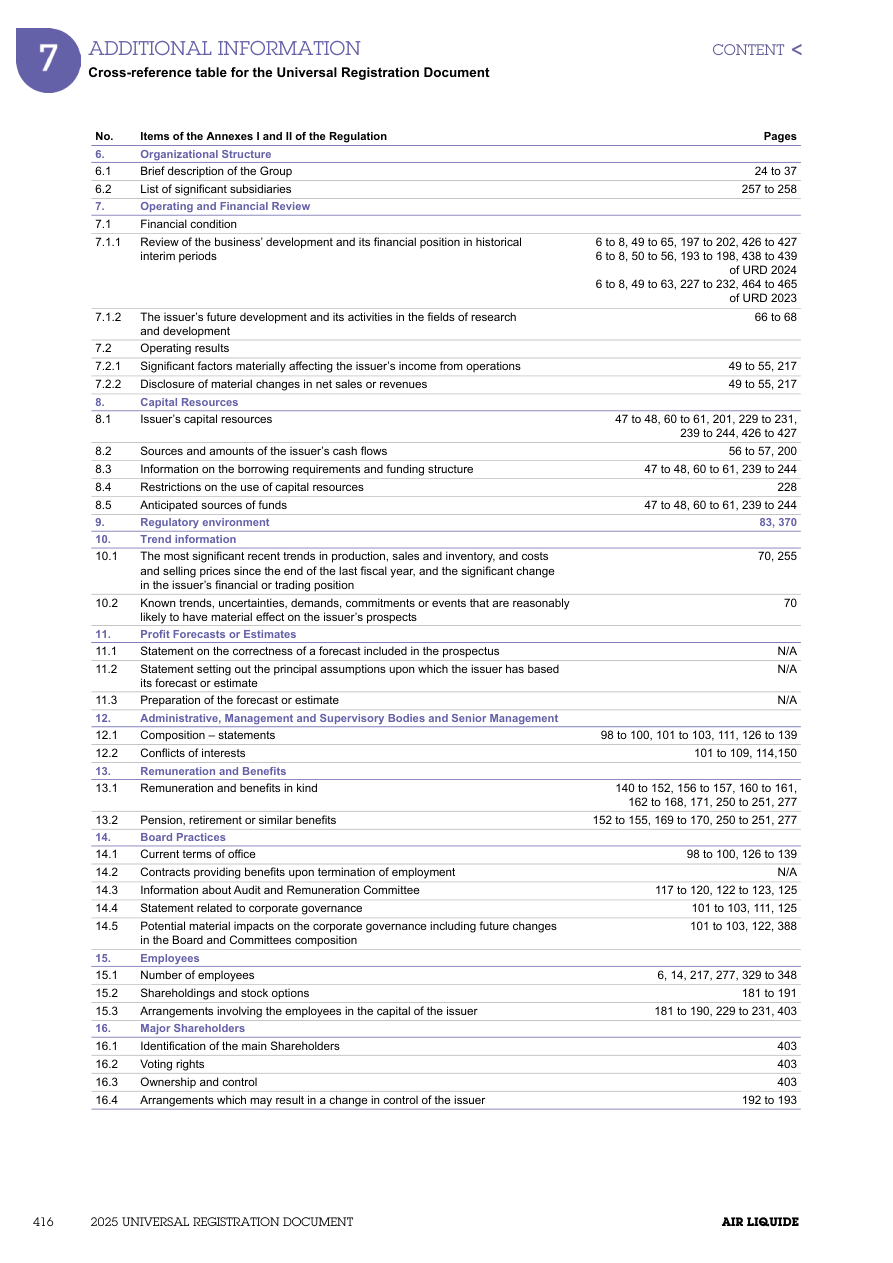 7
ADDITIONAL INFORMATION
CONTENT <
Cross-reference table for the Universal Registration Document
No. Items of the Annexes I and II of the Regulation Pages
6. Organizational Structure
6.1 Brief description of the Group 24 to 37
6.2 List of significant subsidiaries 257 to 258
7. Operating and Financial Review
7.1 Financial condition
7.1.1 Review of the business’ development and its financial position in historical 6 to 8, 49 to 65, 197 to 202, 426 to 427
interim periods 6 to 8, 50 to 56, 193 to 198, 438 to 439
of URD 2024
6 to 8, 49 to 63, 227 to 232, 464 to 465
of URD 2023
7.1.2 The issuer’s future development and its activities in the fields of research 66 to 68
and development
7.2 Operating results
7.2.1 Significant factors materially affecting the issuer’s income from operations 49 to 55, 217
7.2.2 Disclosure of material changes in net sales or revenues 49 to 55, 217
8. Capital Resources
8.1 Issuer’s capital resources 47 to 48, 60 to 61, 201, 229 to 231,
239 to 244, 426 to 427
8.2 Sources and amounts of the issuer’s cash flows 56 to 57, 200
8.3 Information on the borrowing requirements and funding structure 47 to 48, 60 to 61, 239 to 244
8.4 Restrictions on the use of capital resources 228
8.5 Anticipated sources of funds 47 to 48, 60 to 61, 239 to 244
9. Regulatory environment 83, 370
10. Trend information
10.1 The most significant recent trends in production, sales and inventory, and costs 70, 255
and selling prices since the end of the last fiscal year, and the significant change
in the issuer’s financial or trading position
10.2 Known trends, uncertainties, demands, commitments or events that are reasonably 70
likely to have material effect on the issuer’s prospects
11. Profit Forecasts or Estimates
11.1 Statement on the correctness of a forecast included in the prospectus N/A
11.2 Statement setting out the principal assumptions upon which the issuer has based N/A
its forecast or estimate
11.3 Preparation of the forecast or estimate N/A
12. Administrative, Management and Supervisory Bodies and Senior Management
12.1 Composition – statements 98 to 100, 101 to 103, 111, 126 to 139
12.2 Conflicts of interests 101 to 109, 114,150
13. Remuneration and Benefits
13.1 Remuneration and benefits in kind 140 to 152, 156 to 157, 160 to 161,
162 to 168, 171, 250 to 251, 277
13.2 Pension, retirement or similar benefits 152 to 155, 169 to 170, 250 to 251, 277
14. Board Practices
14.1 Current terms of office 98 to 100, 126 to 139
14.2 Contracts providing benefits upon termination of employment N/A
14.3 Information about Audit and Remuneration Committee 117 to 120, 122 to 123, 125
14.4 Statement related to corporate governance 101 to 103, 111, 125
14.5 Potential material impacts on the corporate governance including future changes 101 to 103, 122, 388
in the Board and Committees composition
15. Employees
15.1 Number of employees 6, 14, 217, 277, 329 to 348
15.2 Shareholdings and stock options 181 to 191
15.3 Arrangements involving the employees in the capital of the issuer 181 to 190, 229 to 231, 403
16. Major Shareholders
16.1 Identification of the main Shareholders 403
16.2 Voting rights 403
16.3 Ownership and control 403
16.4 Arrangements which may result in a change in control of the issuer 192 to 193
416 2025 UNIVERSAL REGISTRATION DOCUMENT AIR LIQUIDE